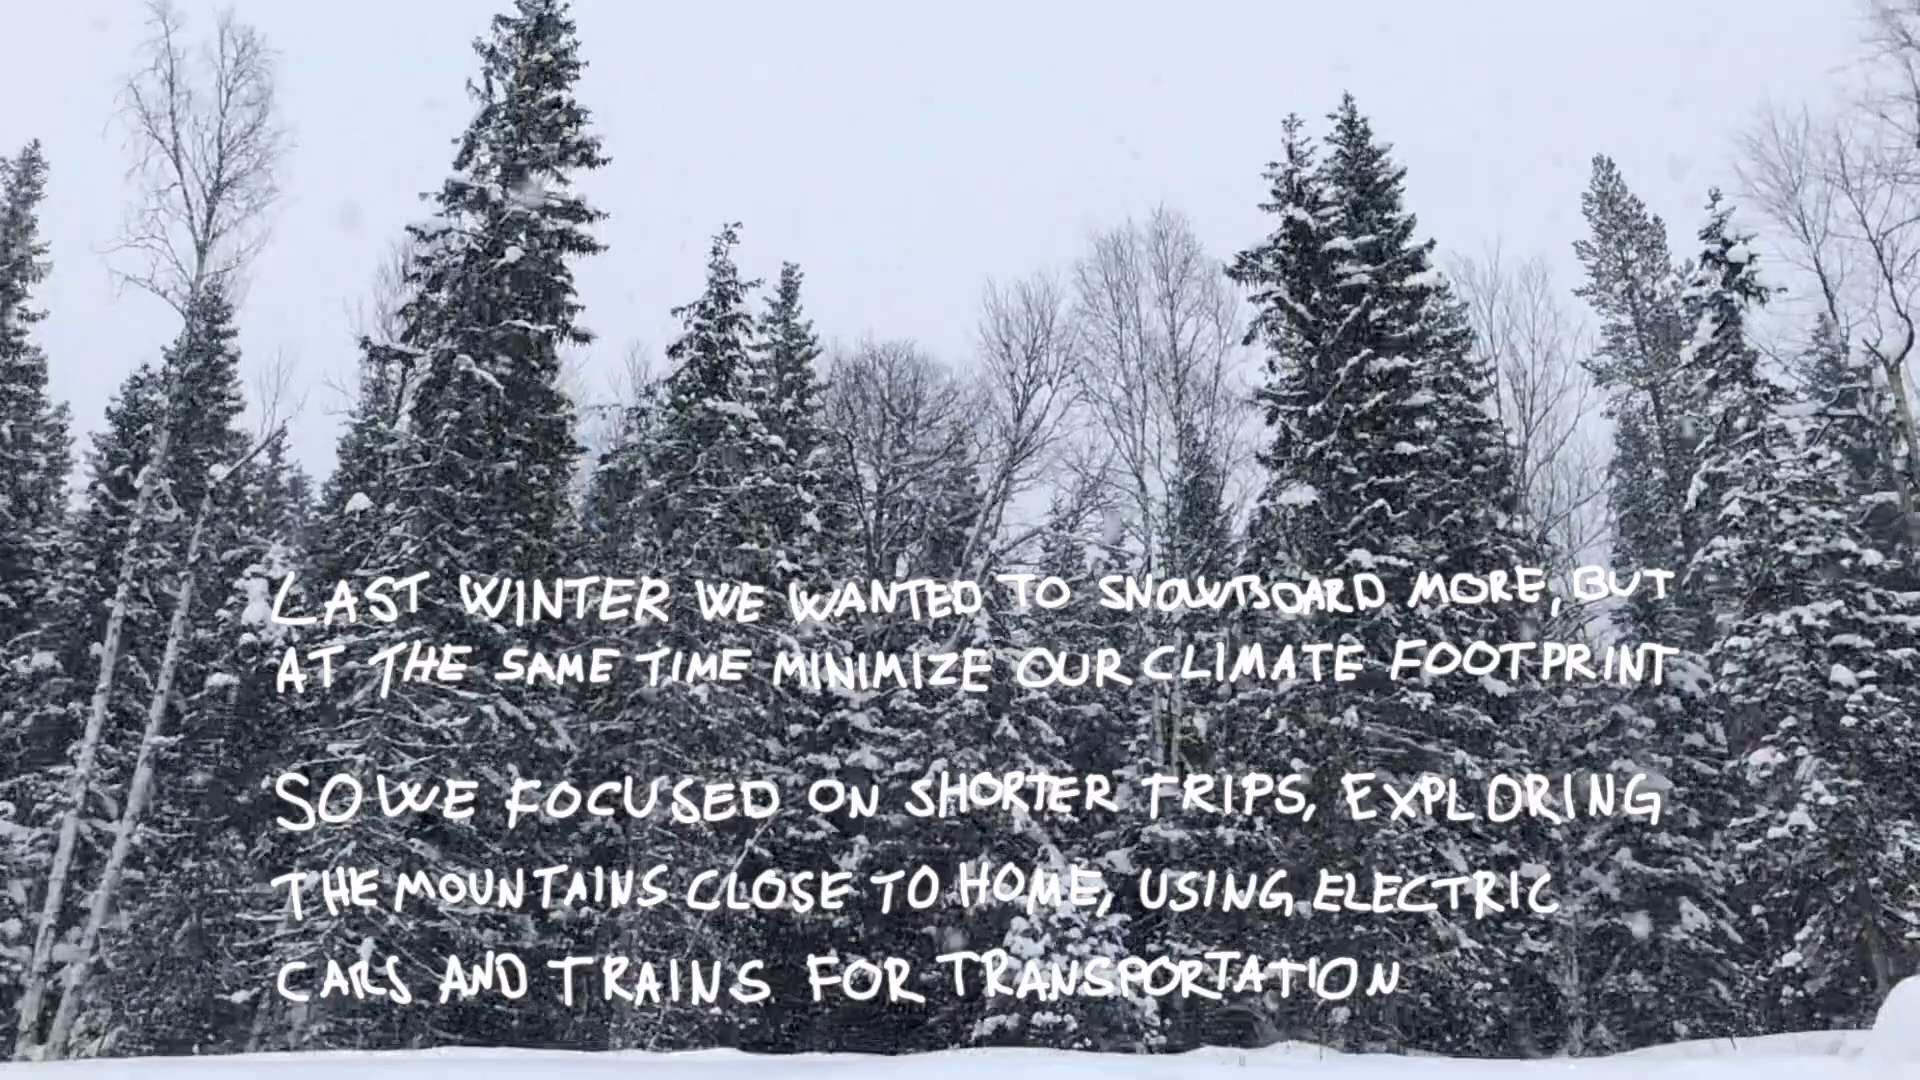 LAST WINTER WE WANTED TO SNOWBOARD MORE, BUT
AT THE SAME TIME MINIMIZE OUR CLIMATE FOOTPRINT
SO WE FOCUSED ON SHORTER TRIPS, EXPLORING
THE MOUNTAINS CLOSE TO HOME, USING ELECTRIC
CARS AND TRAINS FOR TRANSPORTATION